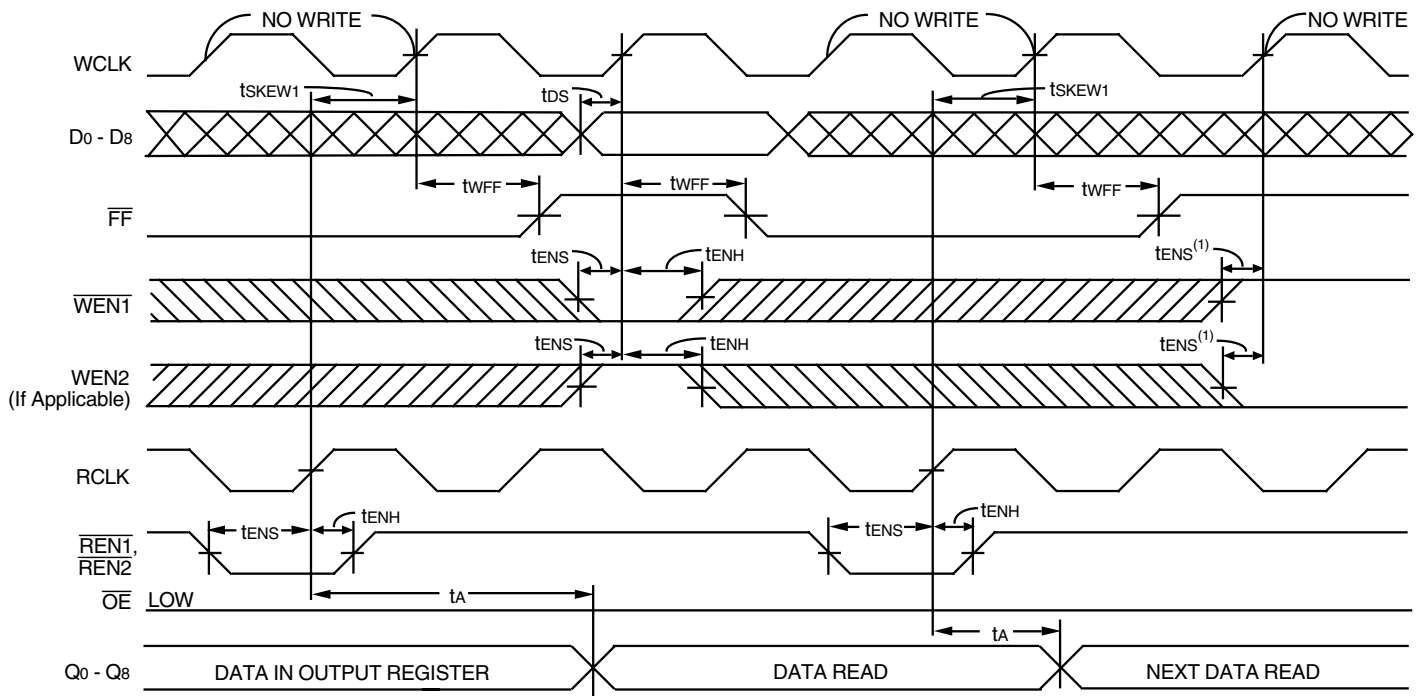 NO WRITE NO WRITE NO WRITE
WCLK
tSKEW1 tDS tSKEW1
D0 - D8
tWFF tWFF tWFF
FF
tENS tENH tENS(1)
WEN1
tENS tENH tENS(1)
WEN2
(If Applicable)
RCLK
tENS tENH tENS tENH
REN1,
REN2
tA
OE LOW
tA
Q0 - Q8 DATA IN OUTPUT REGISTER DATA READ NEXT DATA READ